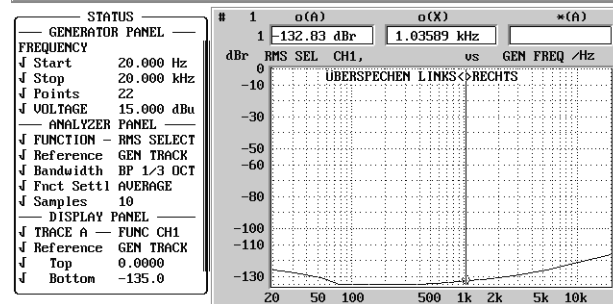 STATUS
GENERATOR PANEL
FREQUENCY
√ Start 20.000 Hz
√ Stop 20.000 kHz
√ Points 22
√ VOLTAGE 15.000 dBu
ANALYZER PANEL
√ FUNCTION - RMS SELECT
√ Reference GEN TRACK
√ Bandwidth BP 1/3 OCT
√ Fnct Settl AVERAGE
√ Samples 10
DISPLAY PANEL
√ TRACE A — FUNC CH1
√ Reference GEN TRACK
√ Top 0.0000
√ Bottom -135.0
# 1 o(A) o(X) *(A)
1 -132.83 dBr 1.03589 kHz
dBr RMS SEL CH1, vs GEN FREQ /Hz
ÜBERSPECHEN LINKS<>RECHTS
0
-10
-30
-50
-60
-80
-100
-110
-130
20 50 100 500 1k 2k 5k 10k